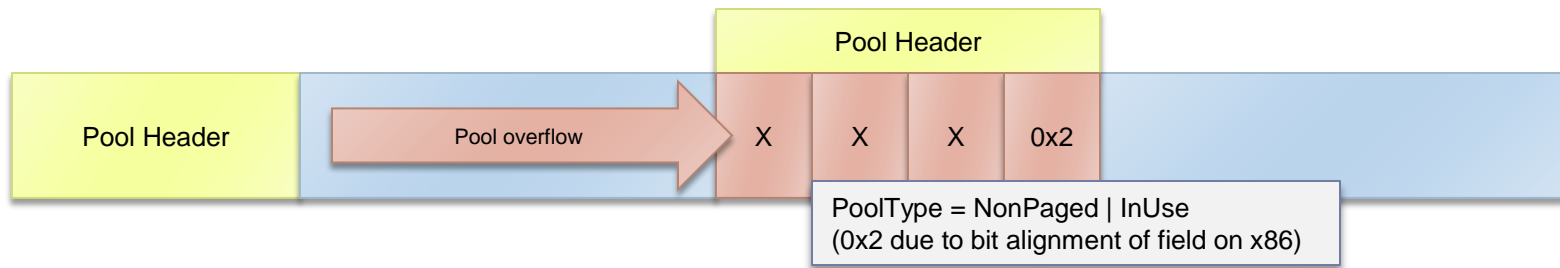 Pool Header
Pool Header
Pool overflow
X
X
X
0x2
PoolType = NonPaged | InUse
(0x2 due to bit alignment of field on x86)